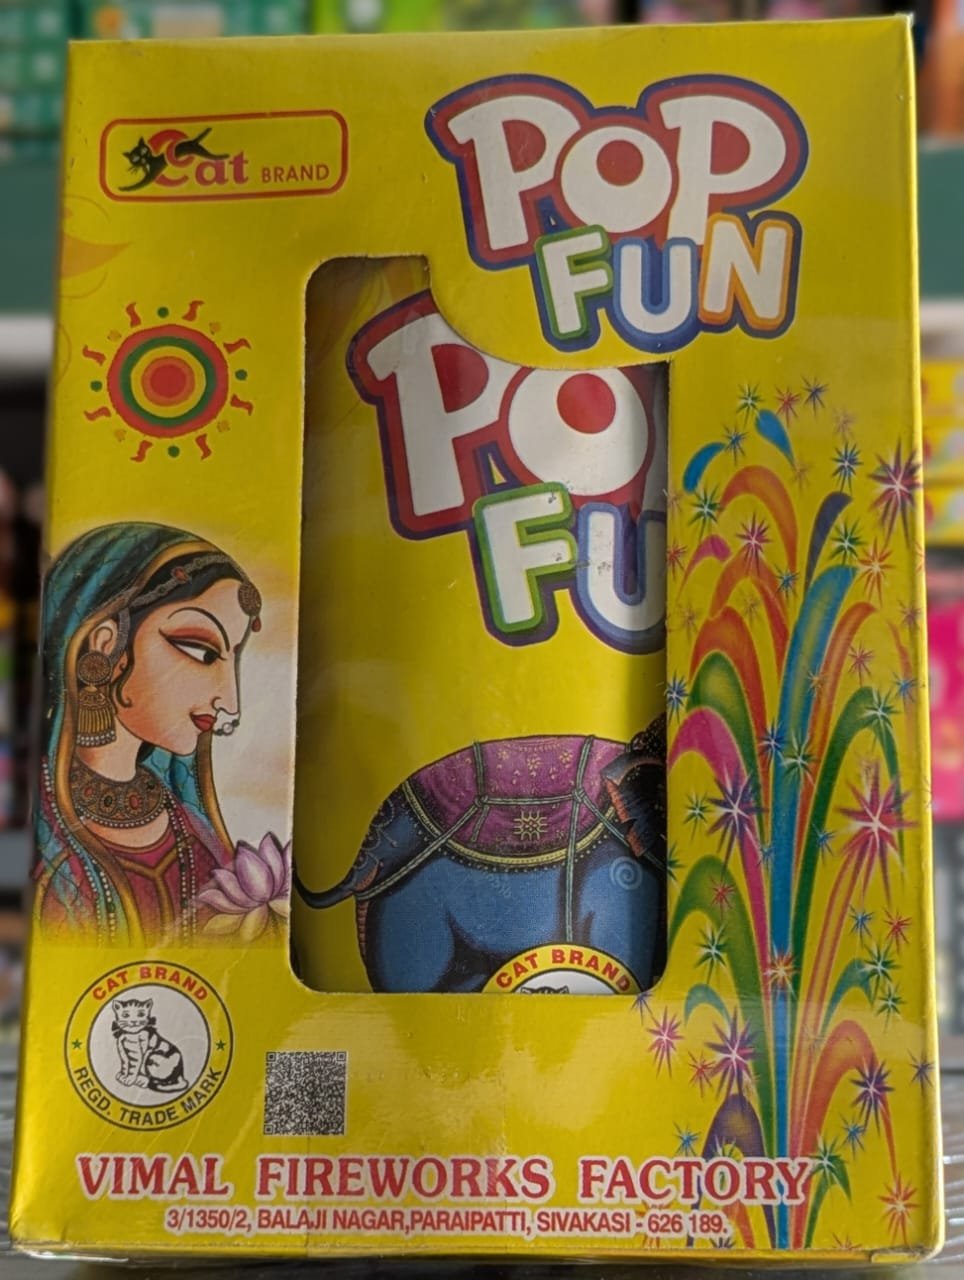 Cat BRAND
POP
FUN
PO
FU
CAT BRAND
CAT BRAND
REGD. TRADE MARK
VIMAL FIREWORKS FACTORY
3/1350/2, BALAJI NAGAR,PARAIPATTI, SIVAKASI - 626 189.